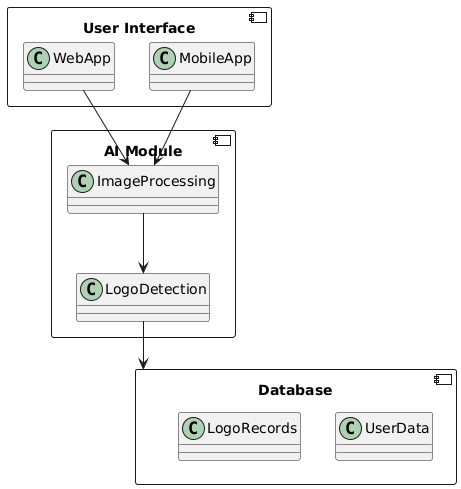 User Interface
C WebApp
C MobileApp
AI Module
C ImageProcessing
C LogoDetection
Database
C LogoRecords
C UserData